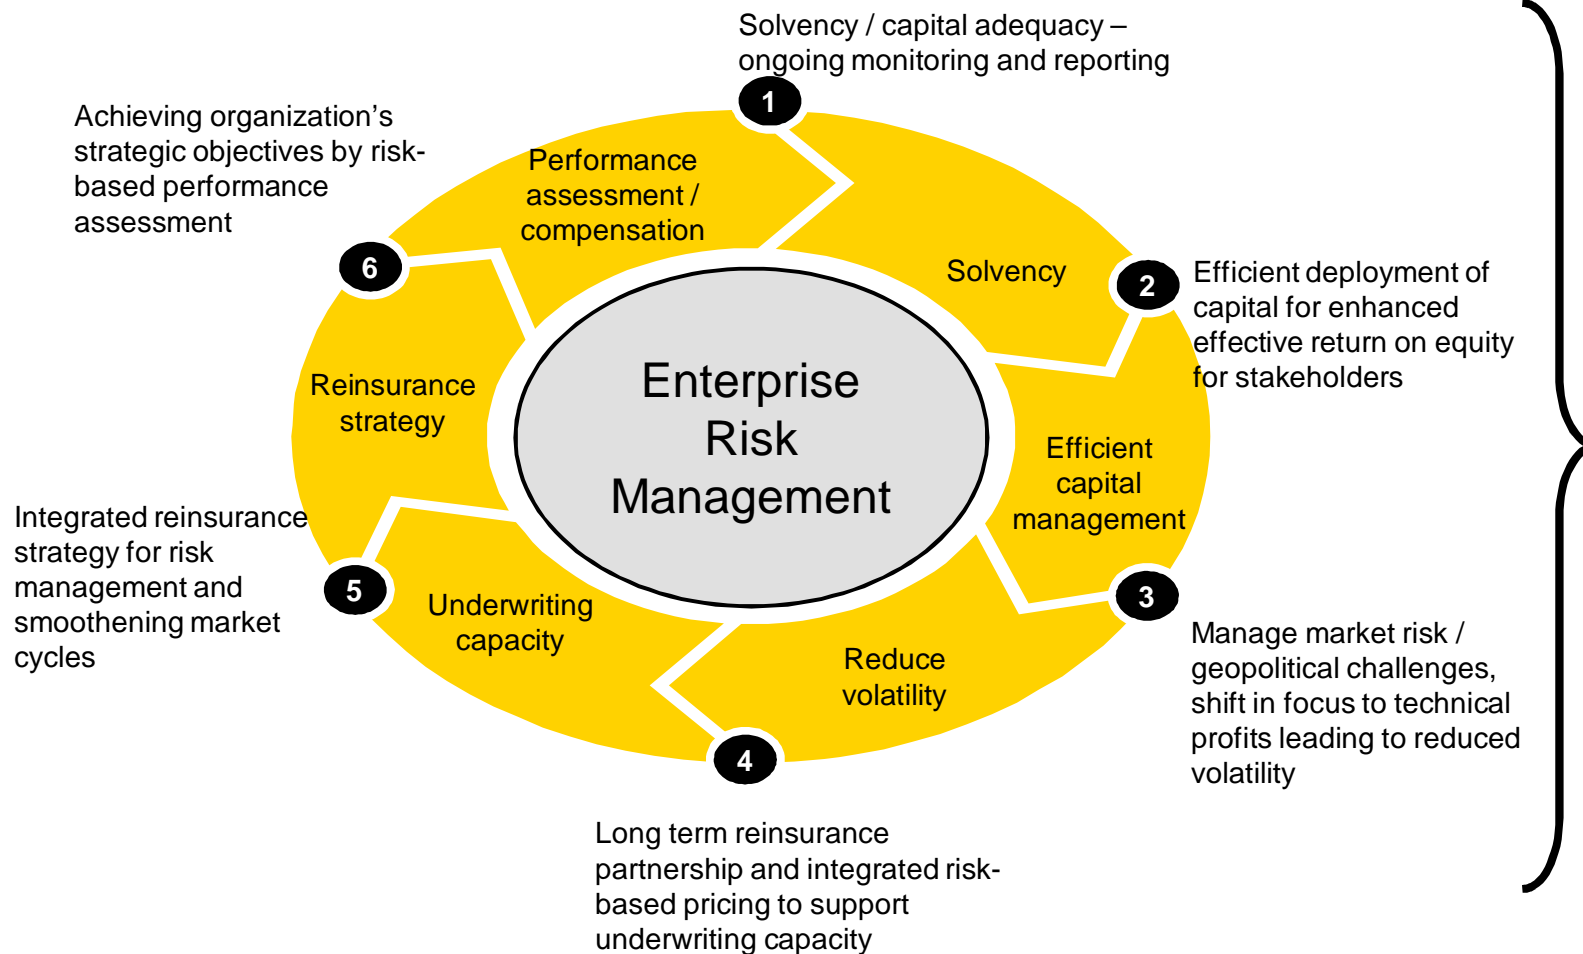 Solvency / capital adequacy –
ongoing monitoring and reporting
1
Achieving organization’s
strategic objectives by risk-
based performance
assessment
Performance
assessment /
compensation
6
Solvency
2
Efficient deployment of
capital for enhanced
effective return on equity
for stakeholders
Enterprise
Risk
Management
Reinsurance
strategy
Efficient
capital
management
Integrated reinsurance
strategy for risk
management and
smoothening market
cycles
5
Underwriting
capacity
3
Reduce
volatility
Manage market risk /
geopolitical challenges,
shift in focus to technical
profits leading to reduced
volatility
4
Long term reinsurance
partnership and integrated risk-
based pricing to support
underwriting capacity